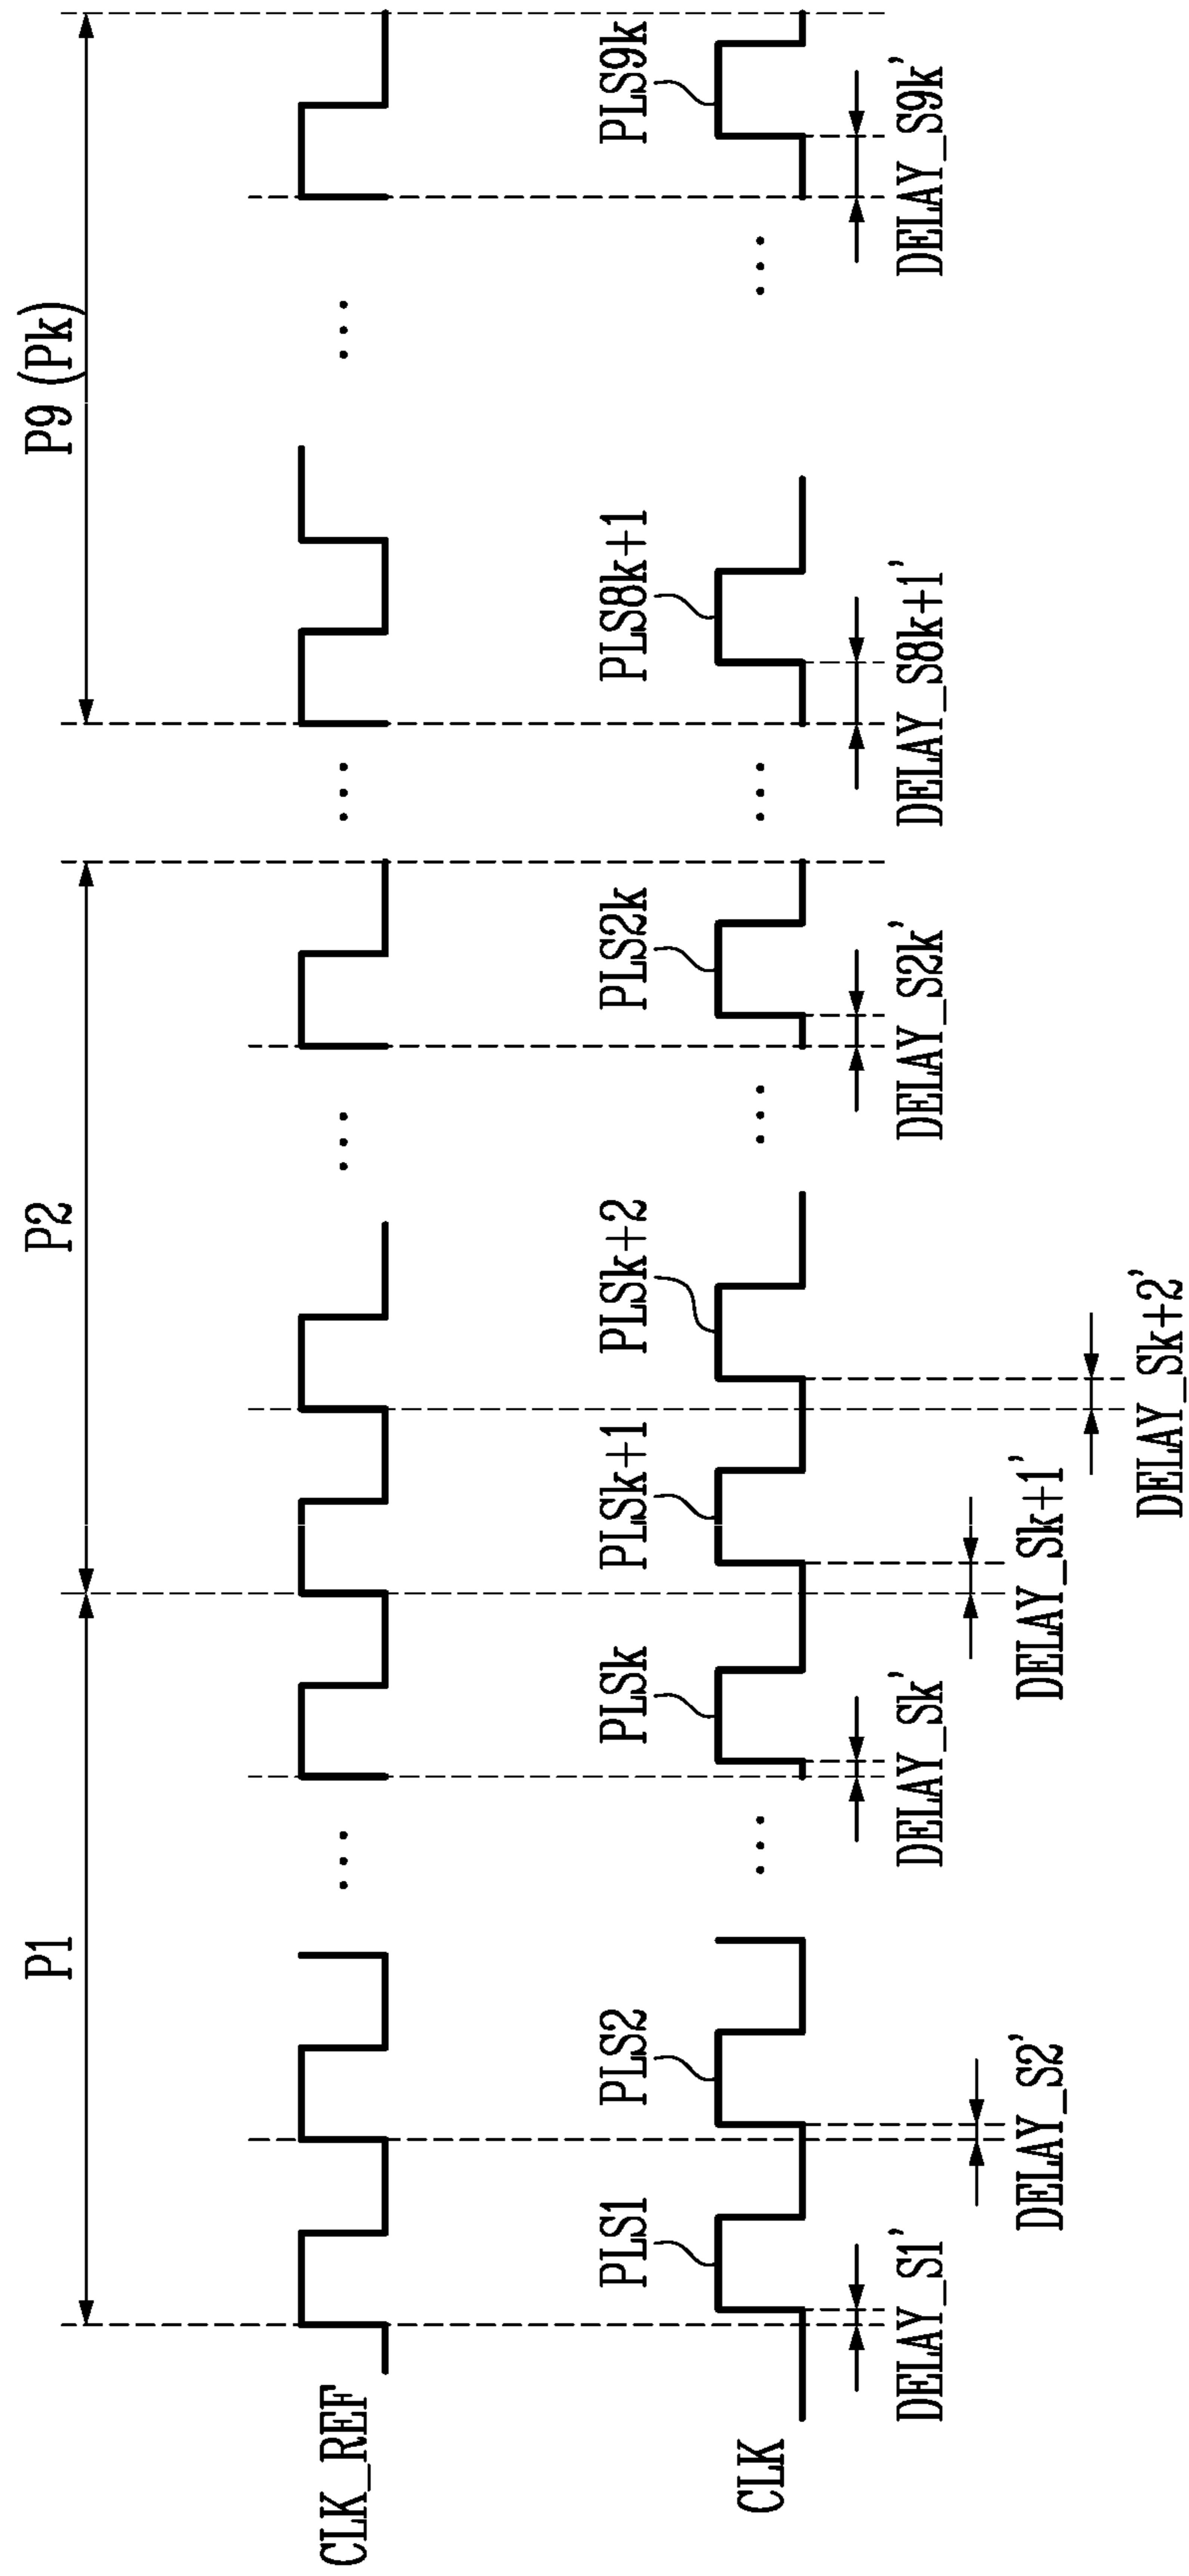 P1
P2
P9 (Pk)
CLK_REF
PLS1
PLS2
PLSk
PLSk+1
PLSk+2
PLS2k
PLS8k+1
PLS9k
CLK
DELAY_S1'
DELAY_S2'
DELAY_Sk'
DELAY_Sk+1'
DELAY_Sk+2'
DELAY_S2k'
DELAY_S8k+1'
DELAY_S9k'